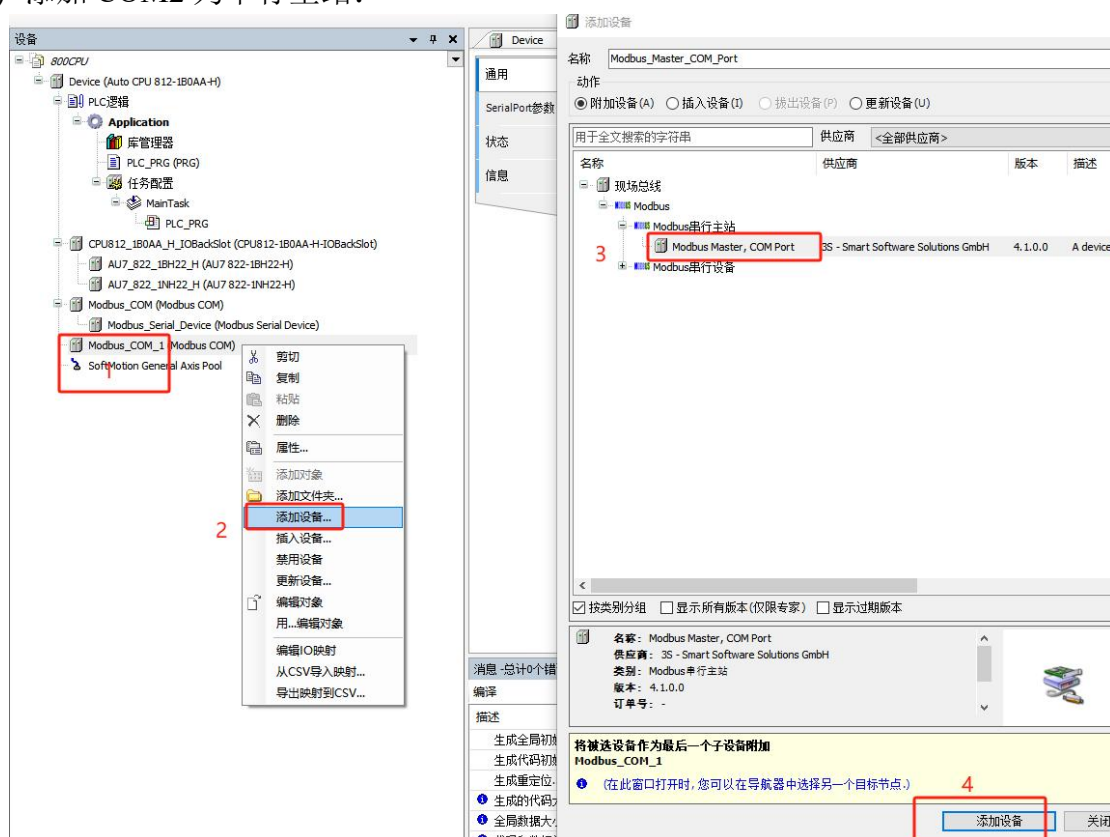 添加 COM2 为串行主站:
设备
800CPU
Device (Auto CPU 812-1B0AA-H)
PLC逻辑
Application
库管理器
PLC_PRG (PRG)
任务配置
MainTask
PLC_PRG
CPU812_1B0AA_H_IOBackSlot (CPU812-1B0AA-H-IOBackSlot)
AU7_822_1BH22_H (AU7 822-1BH22-H)
AU7_822_1NH22_H (AU7 822-1NH22-H)
Modbus_COM (Modbus COM)
Modbus_Serial_Device (Modbus Serial Device)
Modbus_COM_1 (Modbus COM)
SoftMotion General Axis Pool
1
剪切
复制
粘贴
删除
属性...
添加对象
添加文件夹...
添加设备...
2
插入设备...
禁用设备
更新设备...
编辑对象
用...编辑对象
编辑IO映射
从CSV导入映射...
导出映射到CSV...
Device
通用
SerialPort参数
状态
信息
消息 -总计0个错
编译
描述
生成全局初始
生成代码初始
生成重定位.
生成的代码大
全局数据大小
添加设备
名称 Modbus_Master_COM_Port
动作
附加设备(A) 插入设备(I) 拔出设备(P) 更新设备(U)
用于全文搜索的字符串 供应商 <全部供应商>
名称 供应商 版本 描述
现场总线
Modbus
Modbus串行主站
Modbus Master, COM Port 3S - Smart Software Solutions GmbH 4.1.0.0 A device
3
Modbus串行设备
按类别分组 显示所有版本(仅限专家) 显示过期版本
名称: Modbus Master, COM Port
供应商: 3S - Smart Software Solutions GmbH
类别: Modbus串行主站
版本: 4.1.0.0
订单号: -
将被选设备作为最后一个子设备附加
Modbus_COM_1
(在此窗口打开时,您可以在导航器中选择另一个目标节点.)
4
添加设备 关闭